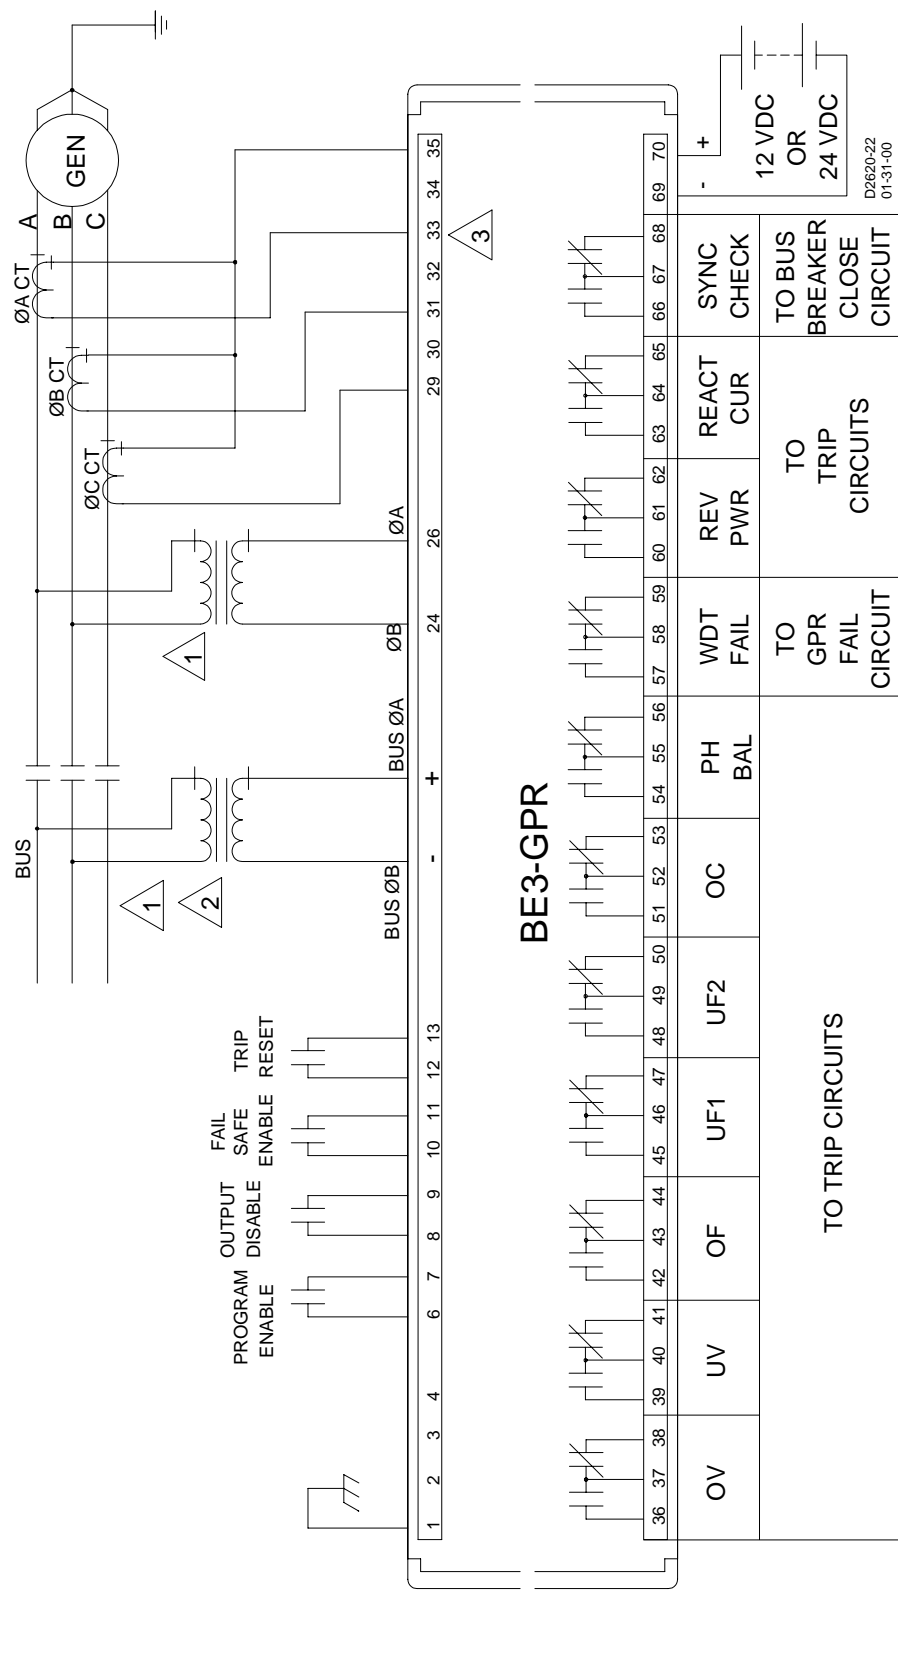 GEN
A
B
C
ØA CT
ØB CT
ØC CT
BUS
1
2
1
3
PROGRAM
ENABLE
OUTPUT
DISABLE
FAIL
SAFE
ENABLE
TRIP
RESET
BUS ØB
BUS ØA
ØB
ØA
1 2 3 4 6 7 8 9 10 11 12 13 - + 24 26 29 30 31 32 33 34 35
BE3-GPR
36 37 38 39 40 41 42 43 44 45 46 47 48 49 50 51 52 53 54 55 56 57 58 59 60 61 62 63 64 65 66 67 68 69 70
OV
UV
OF
UF1
UF2
OC
PH
BAL
WDT
FAIL
REV
PWR
REACT
CUR
SYNC
CHECK
- +
12 VDC
OR
24 VDC
TO TRIP CIRCUITS
TO
GPR
FAIL
CIRCUIT
TO
TRIP
CIRCUITS
TO BUS
BREAKER
CLOSE
CIRCUIT
D2620-22
01-31-00